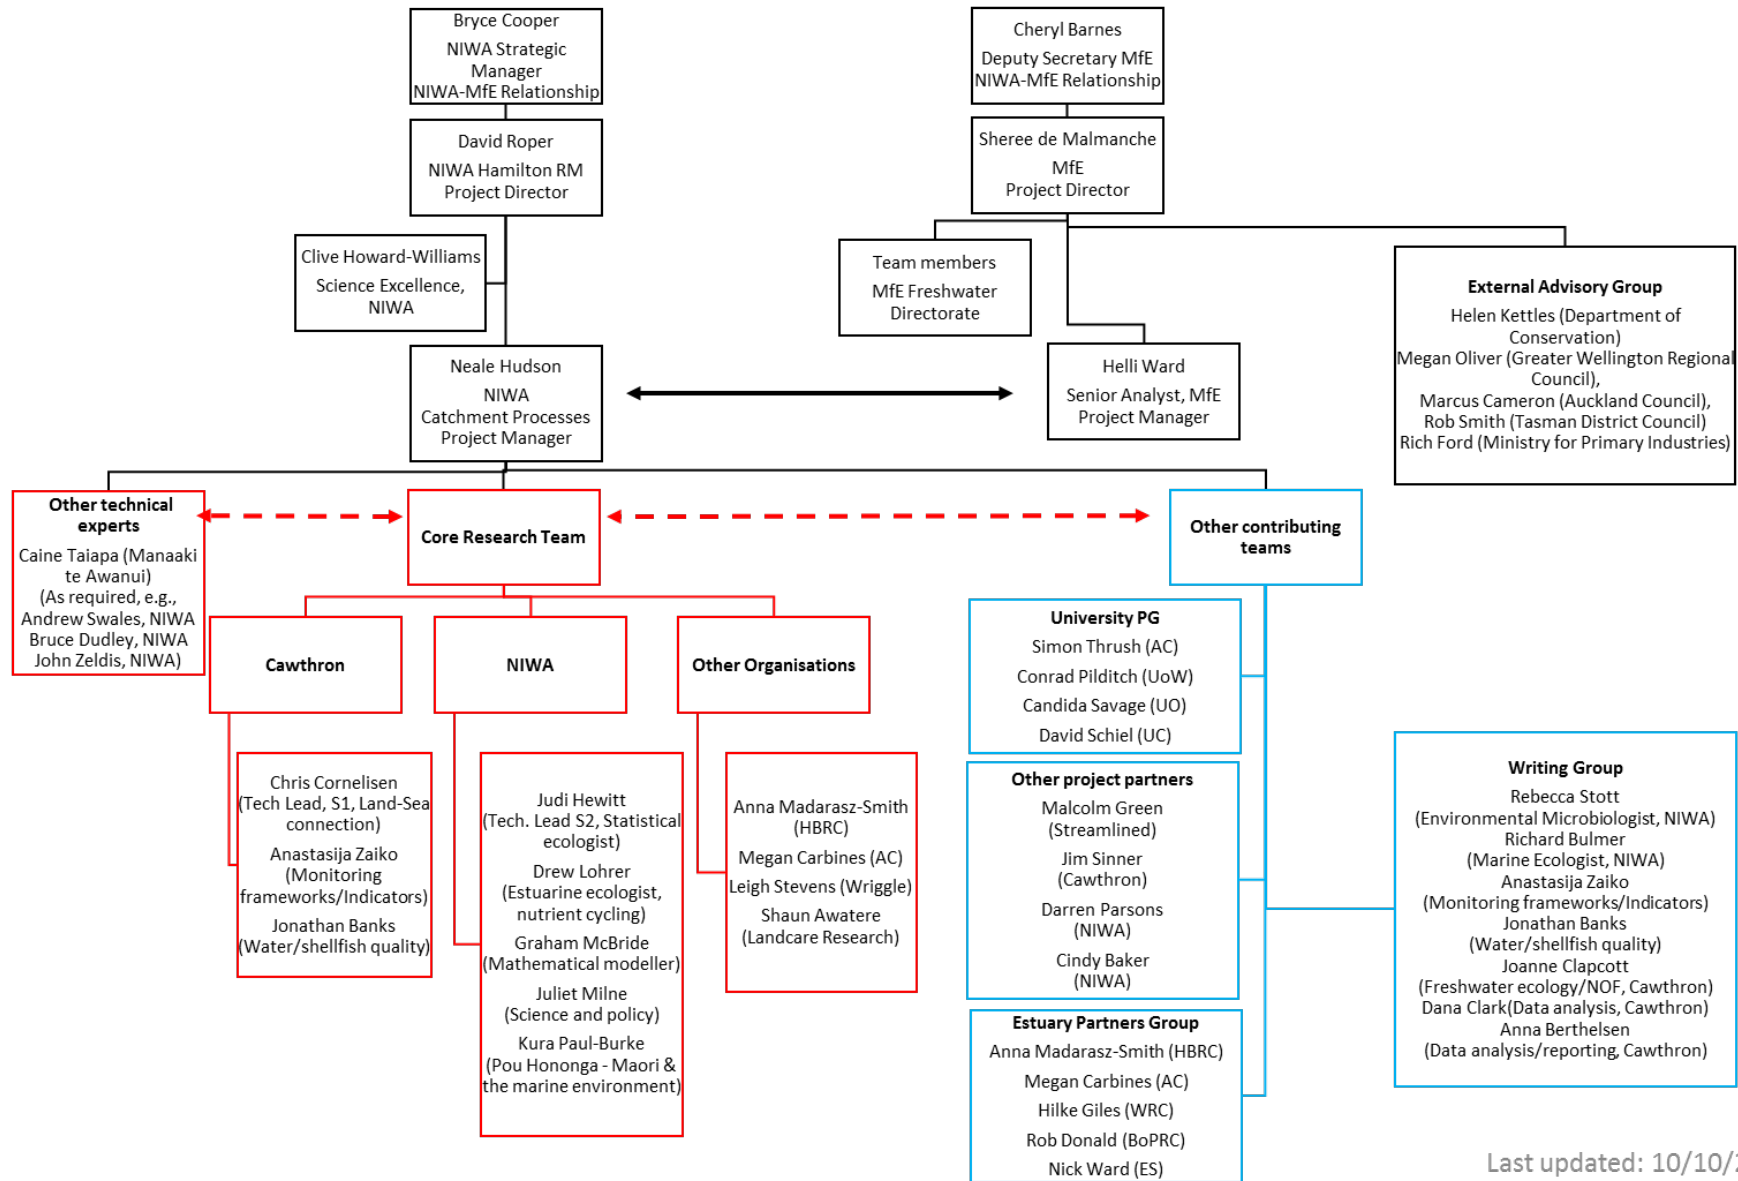 Bryce Cooper
NIWA Strategic
Manager
NIWA-MfE Relationship
Cheryl Barnes
Deputy Secretary MfE
NIWA-MfE Relationship
David Roper
NIWA Hamilton RM
Project Director
Sheree de Malmanche
MfE
Project Director
Clive Howard-Williams
Science Excellence,
NIWA
Team members
MfE Freshwater
Directorate
External Advisory Group
Helen Kettles (Department of
Conservation)
Megan Oliver (Greater Wellington Regional
Council),
Marcus Cameron (Auckland Council),
Rob Smith (Tasman District Council)
Rich Ford (Ministry for Primary Industries)
Neale Hudson
NIWA
Catchment Processes
Project Manager
Helli Ward
Senior Analyst, MfE
Project Manager
Other technical
experts
Caine Taiapa (Manaaki
te Awanui)
(As required, e.g.,
Andrew Swales, NIWA
Bruce Dudley, NIWA
John Zeldis, NIWA)
Core Research Team
Other contributing
teams
Cawthron
NIWA
Other Organisations
Chris Cornelisen
(Tech Lead, S1, Land-Sea
connection)
Anastasija Zaiko
(Monitoring
frameworks/Indicators)
Jonathan Banks
(Water/shellfish quality)
Judi Hewitt
(Tech. Lead S2, Statistical
ecologist)
Drew Lohrer
(Estuarine ecologist,
nutrient cycling)
Graham McBride
(Mathematical modeller)
Juliet Milne
(Science and policy)
Kura Paul-Burke
(Pou Hononga - Maori &
the marine environment)
Anna Madarasz-Smith
(HBRC)
Megan Carbines (AC)
Leigh Stevens (Wriggle)
Shaun Awatere
(Landcare Research)
University PG
Simon Thrush (AC)
Conrad Pilditch (UoW)
Candida Savage (UO)
David Schiel (UC)
Other project partners
Malcolm Green
(Streamlined)
Jim Sinner
(Cawthron)
Darren Parsons
(NIWA)
Cindy Baker
(NIWA)
Estuary Partners Group
Anna Madarasz-Smith (HBRC)
Megan Carbines (AC)
Hilke Giles (WRC)
Rob Donald (BoPRC)
Nick Ward (ES)
Writing Group
Rebecca Stott
(Environmental Microbiologist, NIWA)
Richard Bulmer
(Marine Ecologist, NIWA)
Anastasija Zaiko
(Monitoring frameworks/Indicators)
Jonathan Banks
(Water/shellfish quality)
Joanne Clapcott
(Freshwater ecology/NOF, Cawthron)
Dana Clark(Data analysis, Cawthron)
Anna Berthelsen
(Data analysis/reporting, Cawthron)
Last updated: 10/10/